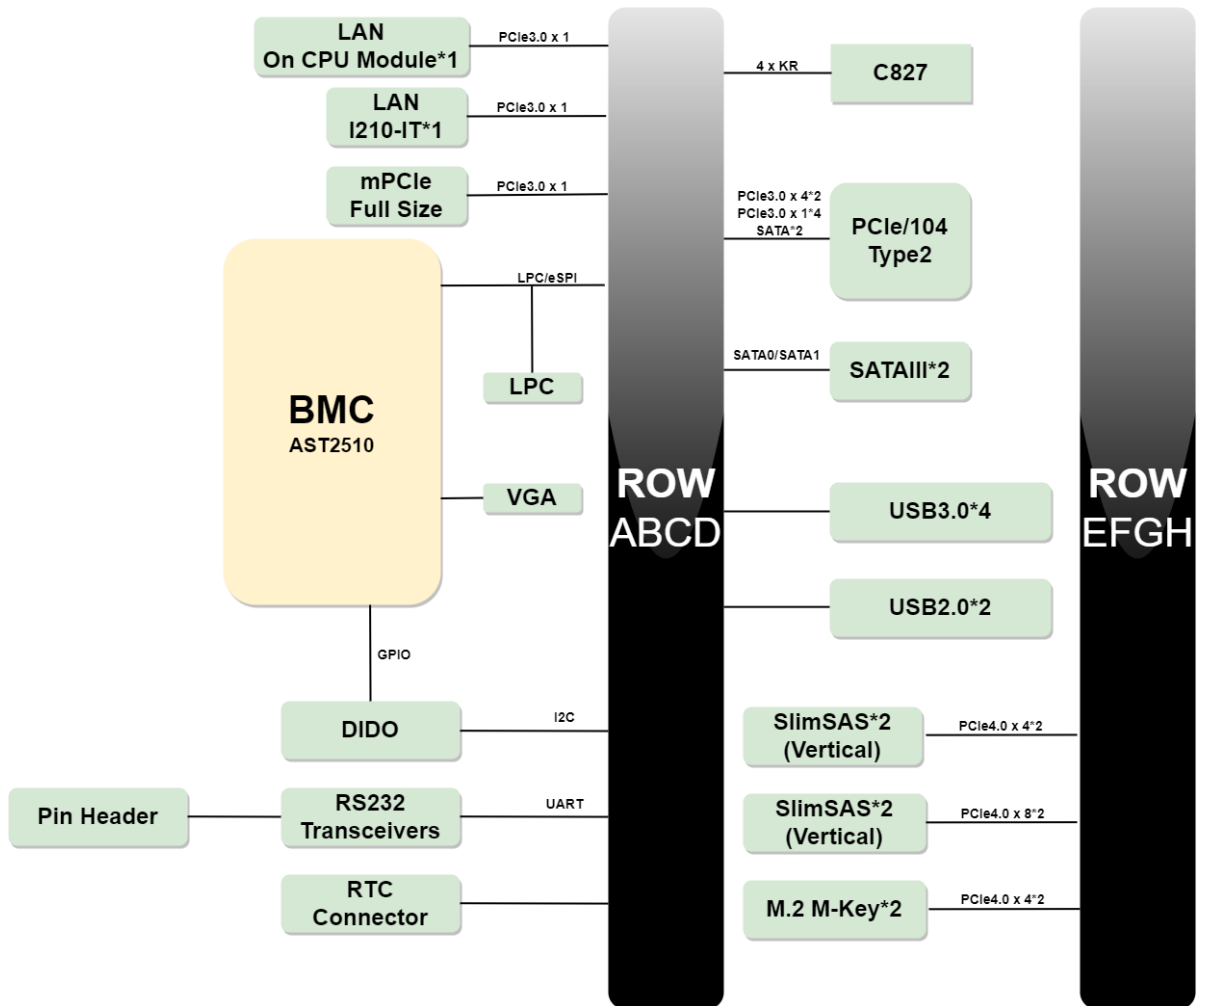 LAN
On CPU Module*1
PCIe3.0 x 1
LAN
I210-IT*1
PCIe3.0 x 1
mPCIe
Full Size
PCIe3.0 x 1
BMC
AST2510
LPC/eSPI
LPC
VGA
GPIO
DIDO
I2C
Pin Header
RS232
Transceivers
UART
RTC
Connector
ROW
ABCD
4 x KR
C827
PCIe3.0 x 4*2
PCIe3.0 x 1*4
SATA*2
PCIe/104
Type2
SATA0/SATA1
SATAIII*2
USB3.0*4
USB2.0*2
SlimSAS*2
(Vertical)
PCIe4.0 x 4*2
SlimSAS*2
(Vertical)
PCIe4.0 x 8*2
M.2 M-Key*2
PCIe4.0 x 4*2
ROW
EFGH